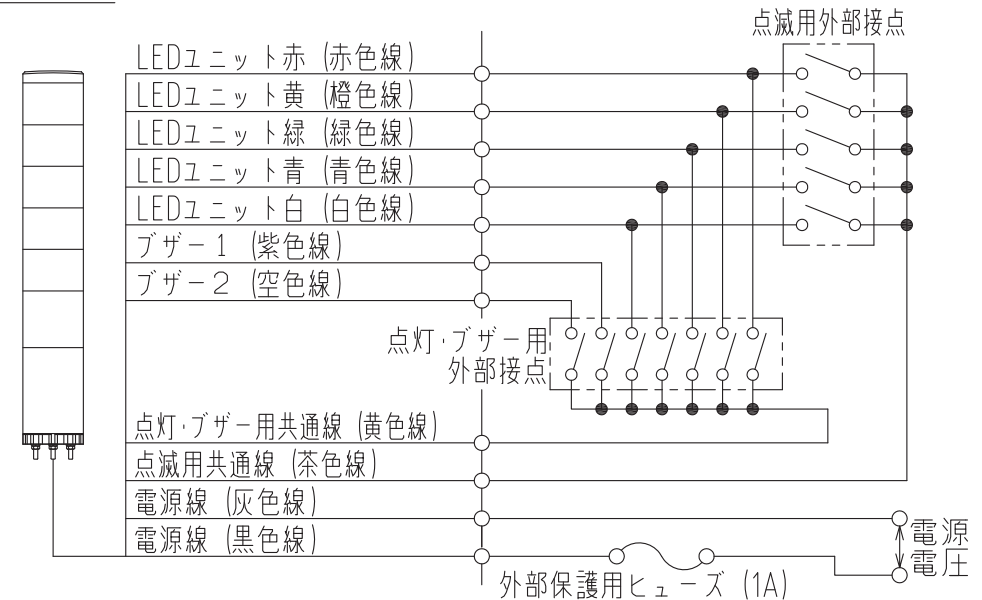 点滅用外部接点
LEDユニット赤 (赤色線)
LEDユニット黄 (橙色線)
LEDユニット緑 (緑色線)
LEDユニット青 (青色線)
LEDユニット白 (白色線)
ブザー1 (紫色線)
ブザー2 (空色線)
点灯・ブザー用
外部接点
点灯・ブザー用共通線 (黄色線)
点滅用共通線 (茶色線)
電源線 (灰色線)
電源線 (黒色線)
電源
電圧
外部保護用ヒューズ (1A)